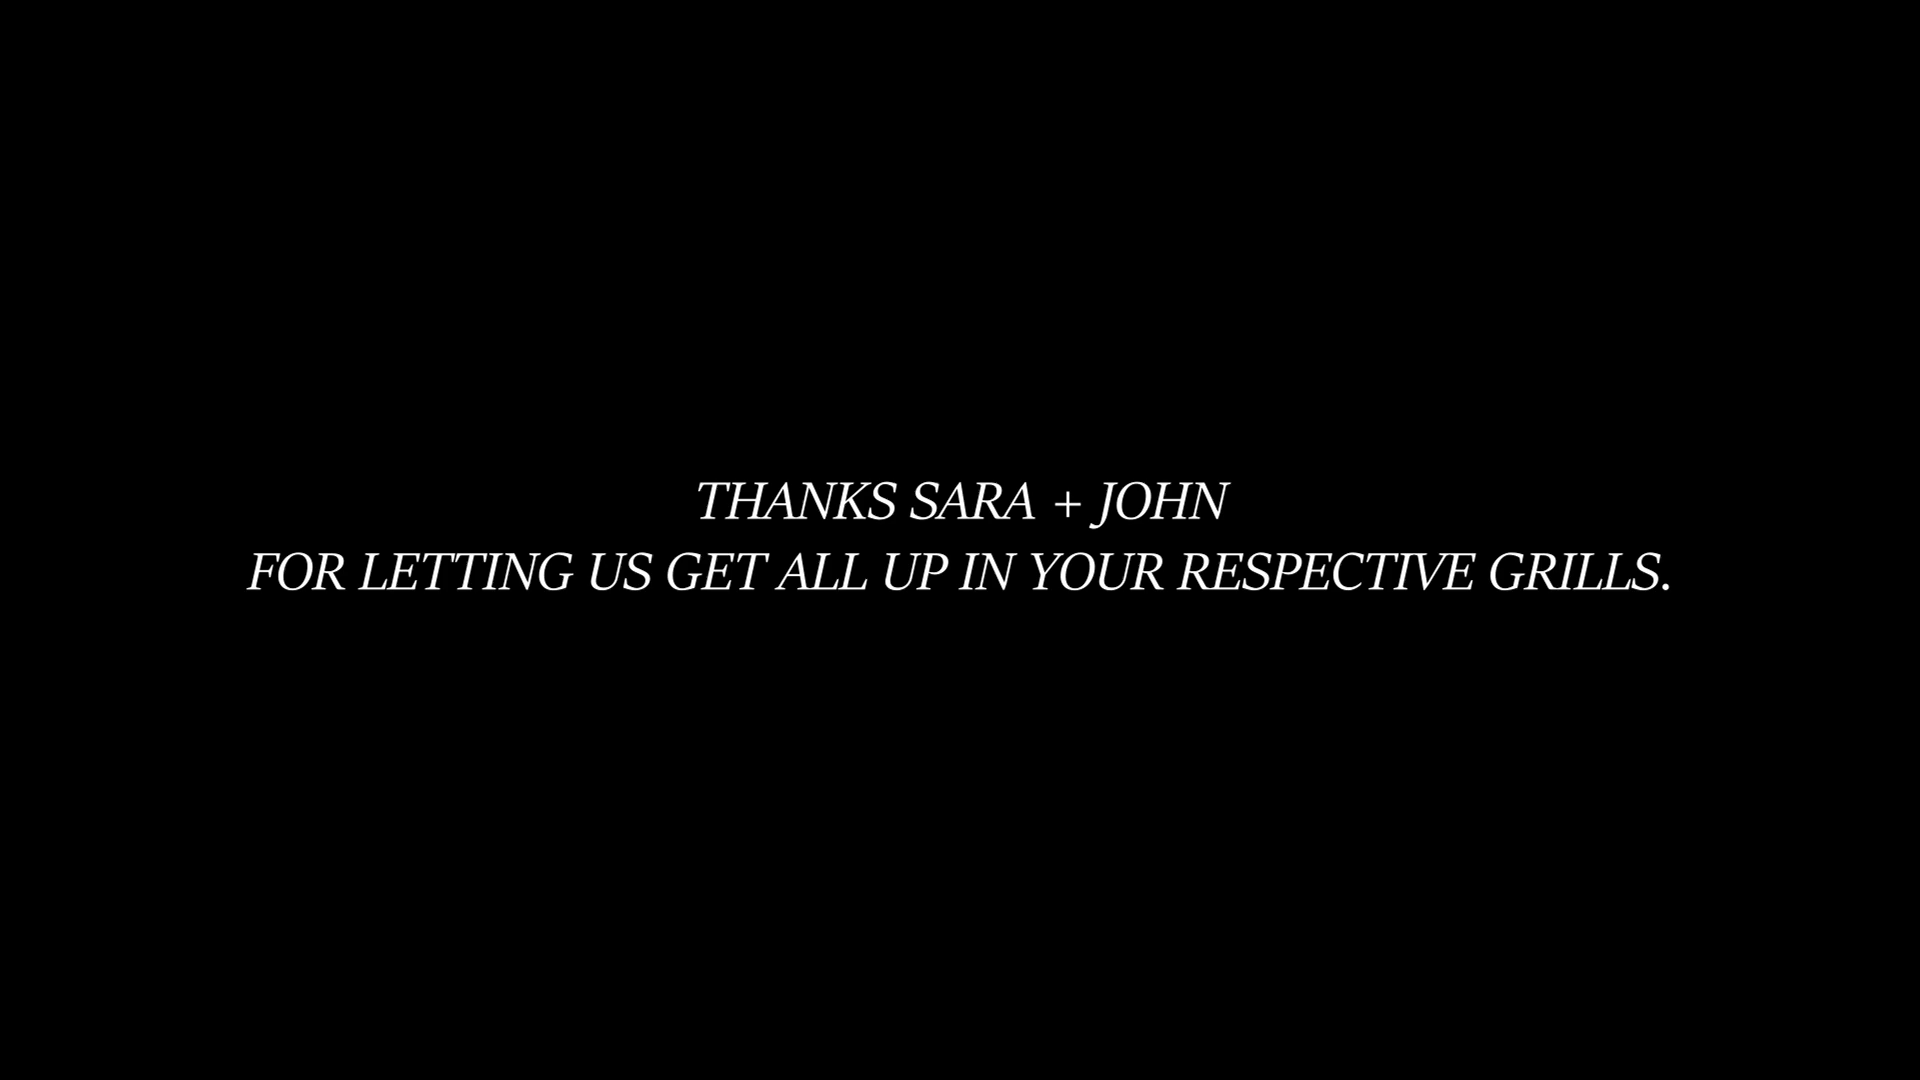 THANKS SARA + JOHN
FOR LETTING US GET ALL UP IN YOUR RESPECTIVE GRILLS.